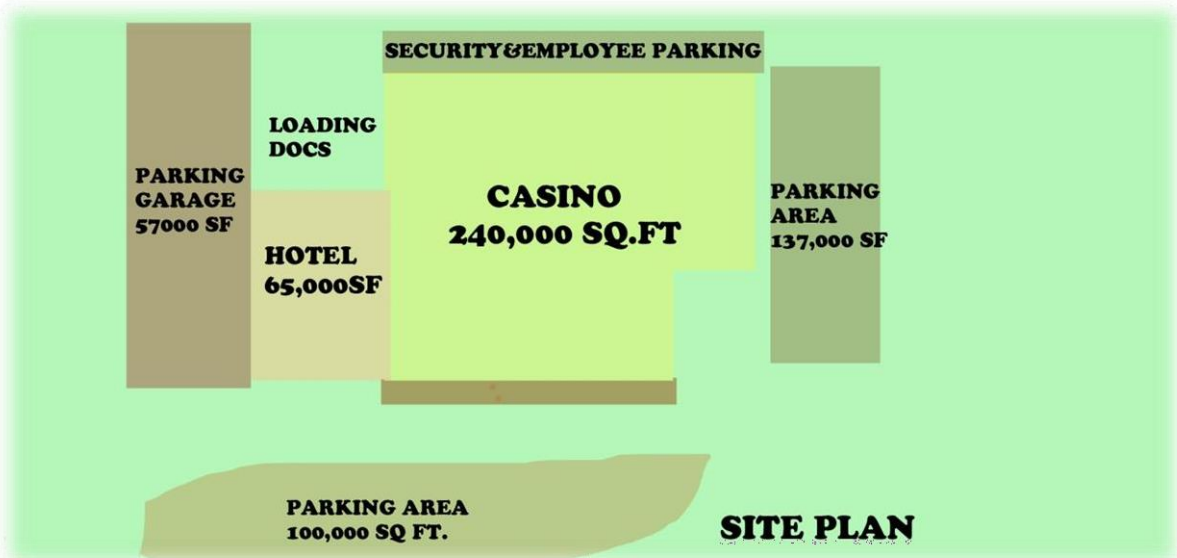 SECURITY&EMPLOYEE PARKING
LOADING
DOCS
PARKING
GARAGE
57000 SF
CASINO
240,000 SQ.FT
PARKING
AREA
137,000 SF
HOTEL
65,000SF
PARKING AREA
100,000 SQ FT.
SITE PLAN